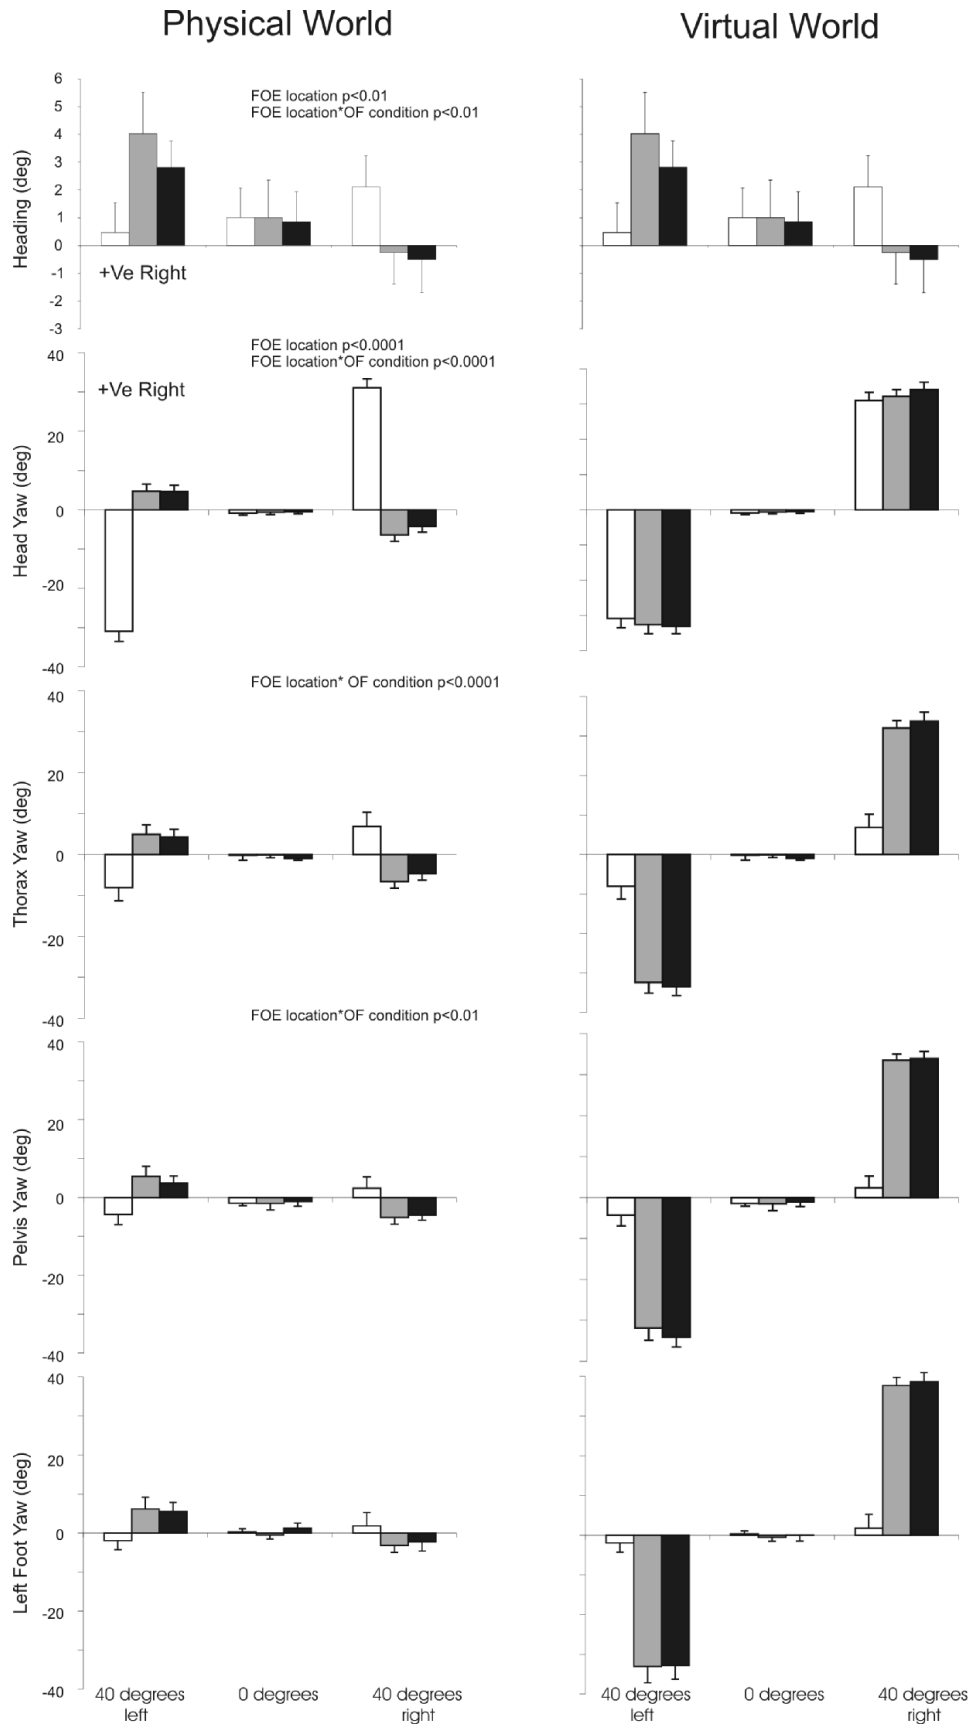 Physical World
Virtual World
Heading (deg)
6
5
4
3
2
1
0
-1
-2
-3
FOE location p<0.01
FOE location*OF condition p<0.01
+Ve Right
Head Yaw (deg)
40
20
0
-20
-40
FOE location p<0.0001
FOE location*OF condition p<0.0001
+Ve Right
Thorax Yaw (deg)
40
20
0
-20
-40
FOE location* OF condition p<0.0001
Pelvis Yaw (deg)
40
20
0
-20
-40
FOE location*OF condition p<0.01
Left Foot Yaw (deg)
40
20
0
-20
-40
40 degrees
left
0 degrees
40 degrees
right
40 degrees
left
0 degrees
40 degrees
right